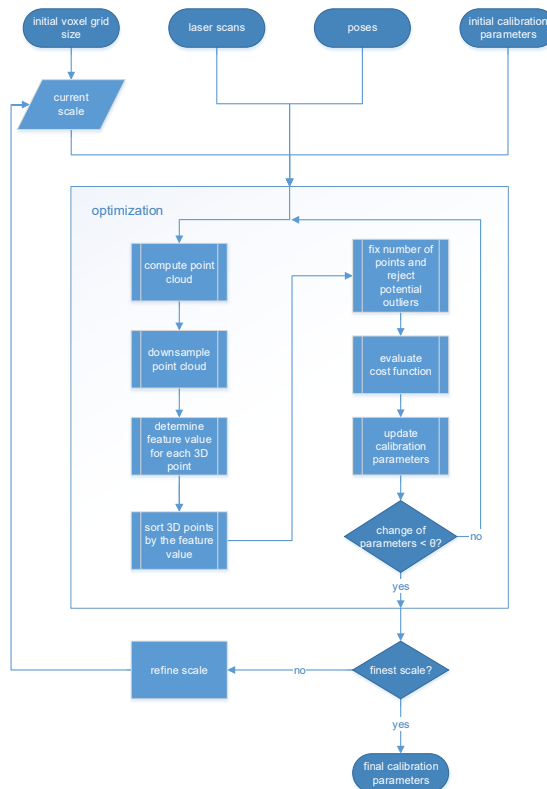 initial voxel grid
size
laser scans
poses
initial calibration
parameters
current
scale
optimization
compute point
cloud
downsample
point cloud
determine
feature value
for each 3D
point
sort 3D points
by the feature
value
fix number of
points and
reject
potential
outliers
evaluate
cost function
update
calibration
parameters
change of
parameters < θ?
no
yes
refine scale
no
finest scale?
yes
final calibration
parameters